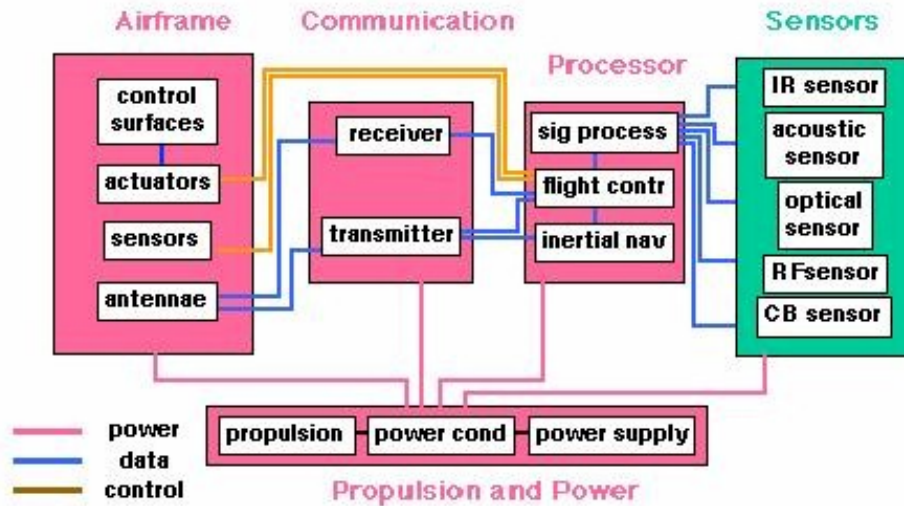 Airframe
Communication
Sensors
Processor
control
surfaces
actuators
sensors
antennae
receiver
transmitter
sig process
flight contr
inertial nav
IR sensor
acoustic
sensor
optical
sensor
RFsensor
CB sensor
power
data
control
propulsion
power cond
power supply
Propulsion and Power